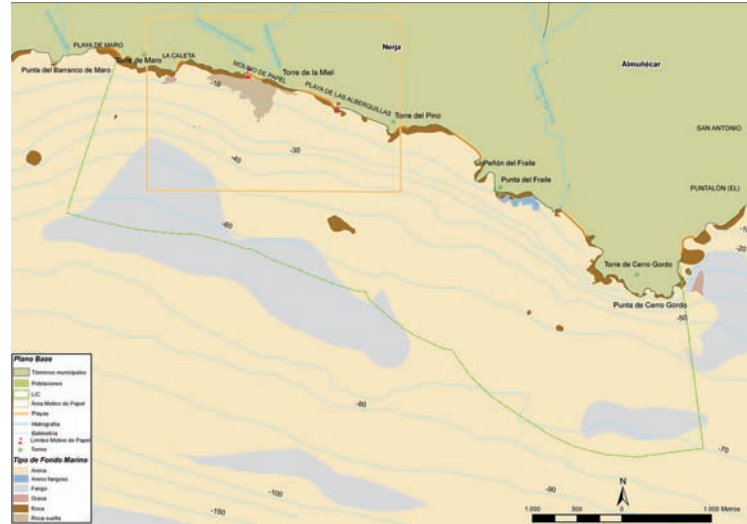 PLAYA DE MARO
Torre de Maro
LA CALETA
Punta del Barranco de Maro
Nerja
MOLINO DE PAPEL
Torre de la Miel
PLAYA DE LAS ALBERQUILLAS
Torre del Pino
Almuñécar
SAN ANTONIO
Peñón del Fraile
Punta del Fraile
PUNTALÓN (EL)
Torre de Cerro Gordo
Punta de Cerro Gordo
-30
-40
-20
-50
-70
-90
-100
-150
Plano Base
Términos municipales
Poblaciones
LIC
Área Molino de Papel
Playas
Hidrografía
Batimetría
Límites Molino de Papel
Torres
Tipo de Fondo Marino
Arena
Arena fangosa
Fango
Grava
Roca
Roca suelta
N
1.000 500 0 1.000 Metros